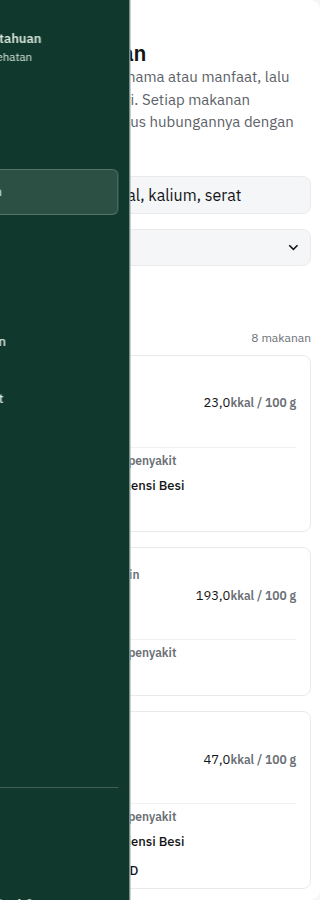 tahuan
ehatan
n
t
an
nama atau manfaat, lalu
i. Setiap makanan
us hubungannya dengan
al, kalium, serat
8 makanan
23,0kkal / 100 g
penyakit
ensi Besi
in
193,0kkal / 100 g
penyakit
47,0kkal / 100 g
penyakit
ensi Besi
D